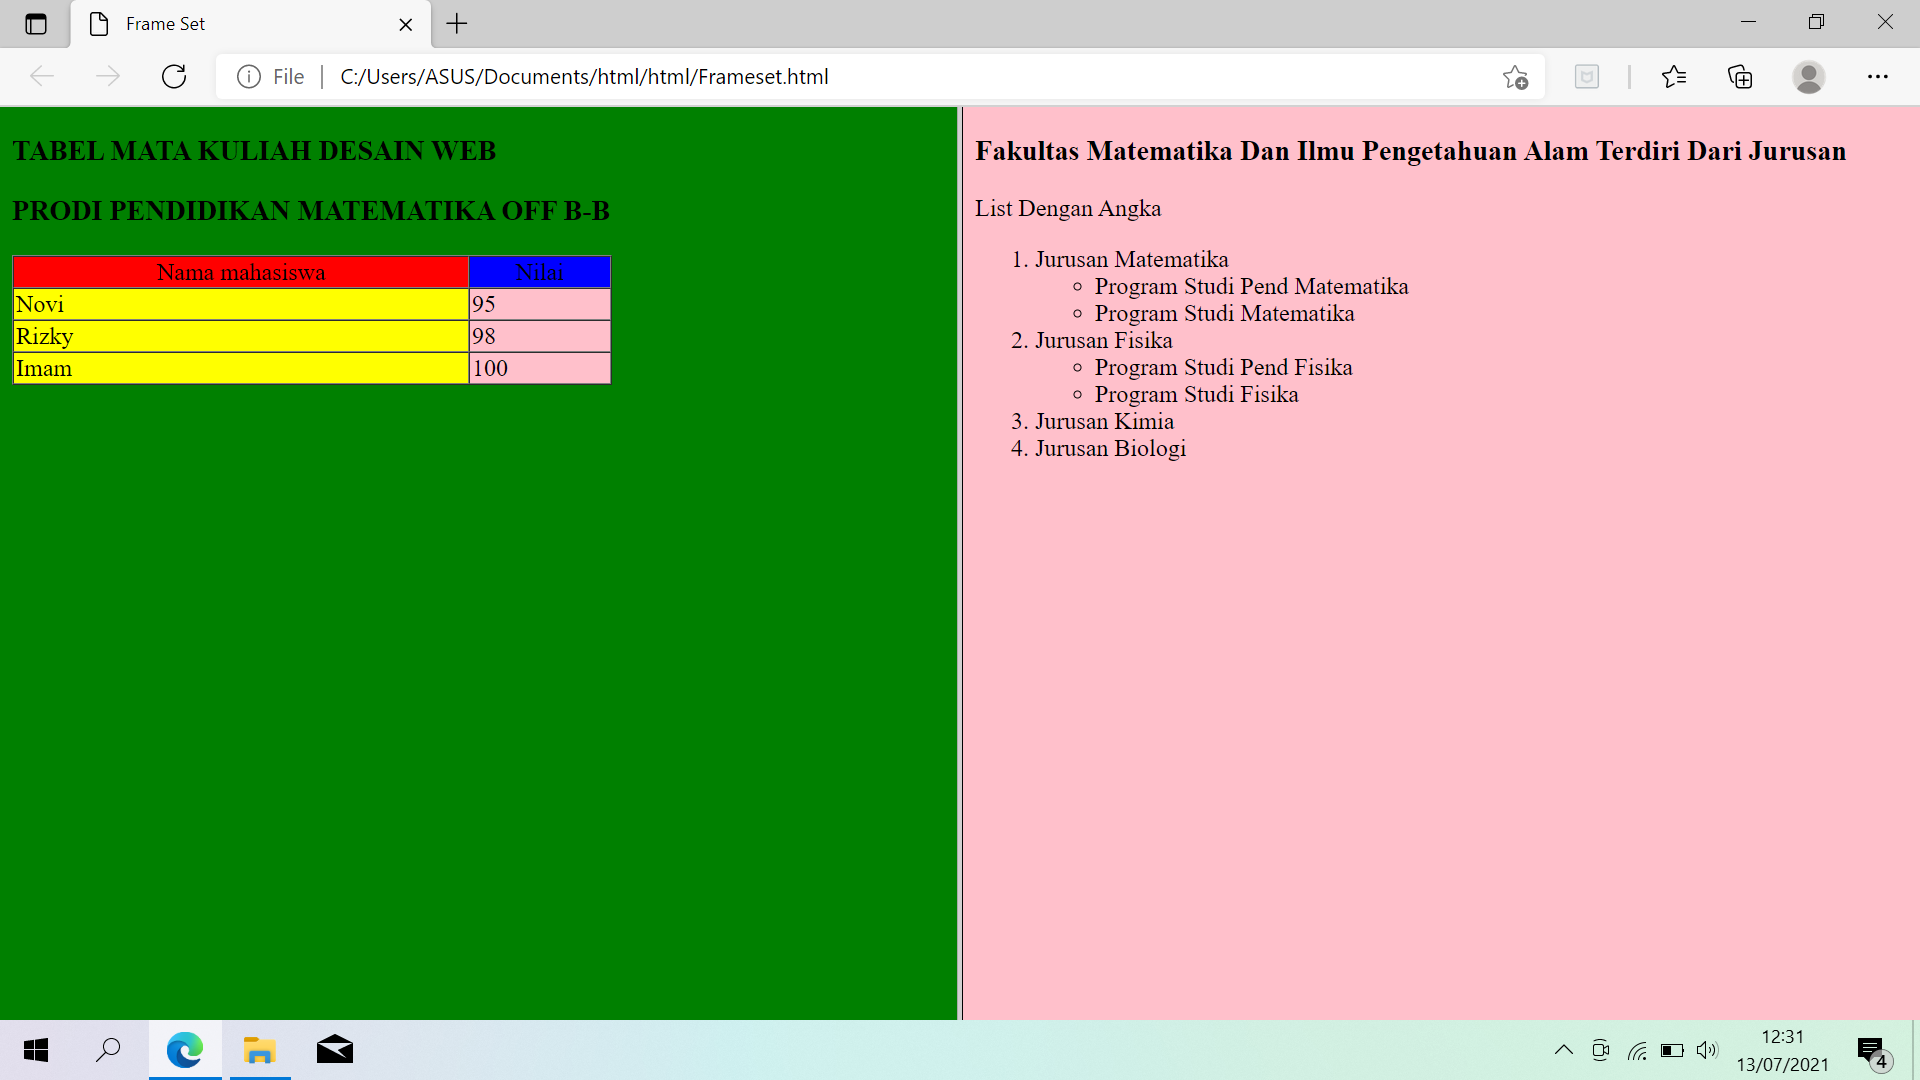 Frame Set
File
C:/Users/ASUS/Documents/html/html/Frameset.html
TABEL MATA KULIAH DESAIN WEB
PRODI PENDIDIKAN MATEMATIKA OFF B-B
Nama mahasiswa Nilai
Novi 95
Rizky 98
Imam 100
Fakultas Matematika Dan Ilmu Pengetahuan Alam Terdiri Dari Jurusan
List Dengan Angka
1. Jurusan Matematika
Program Studi Pend Matematika
Program Studi Matematika
2. Jurusan Fisika
Program Studi Pend Fisika
Program Studi Fisika
3. Jurusan Kimia
4. Jurusan Biologi
12:31
13/07/2021
4